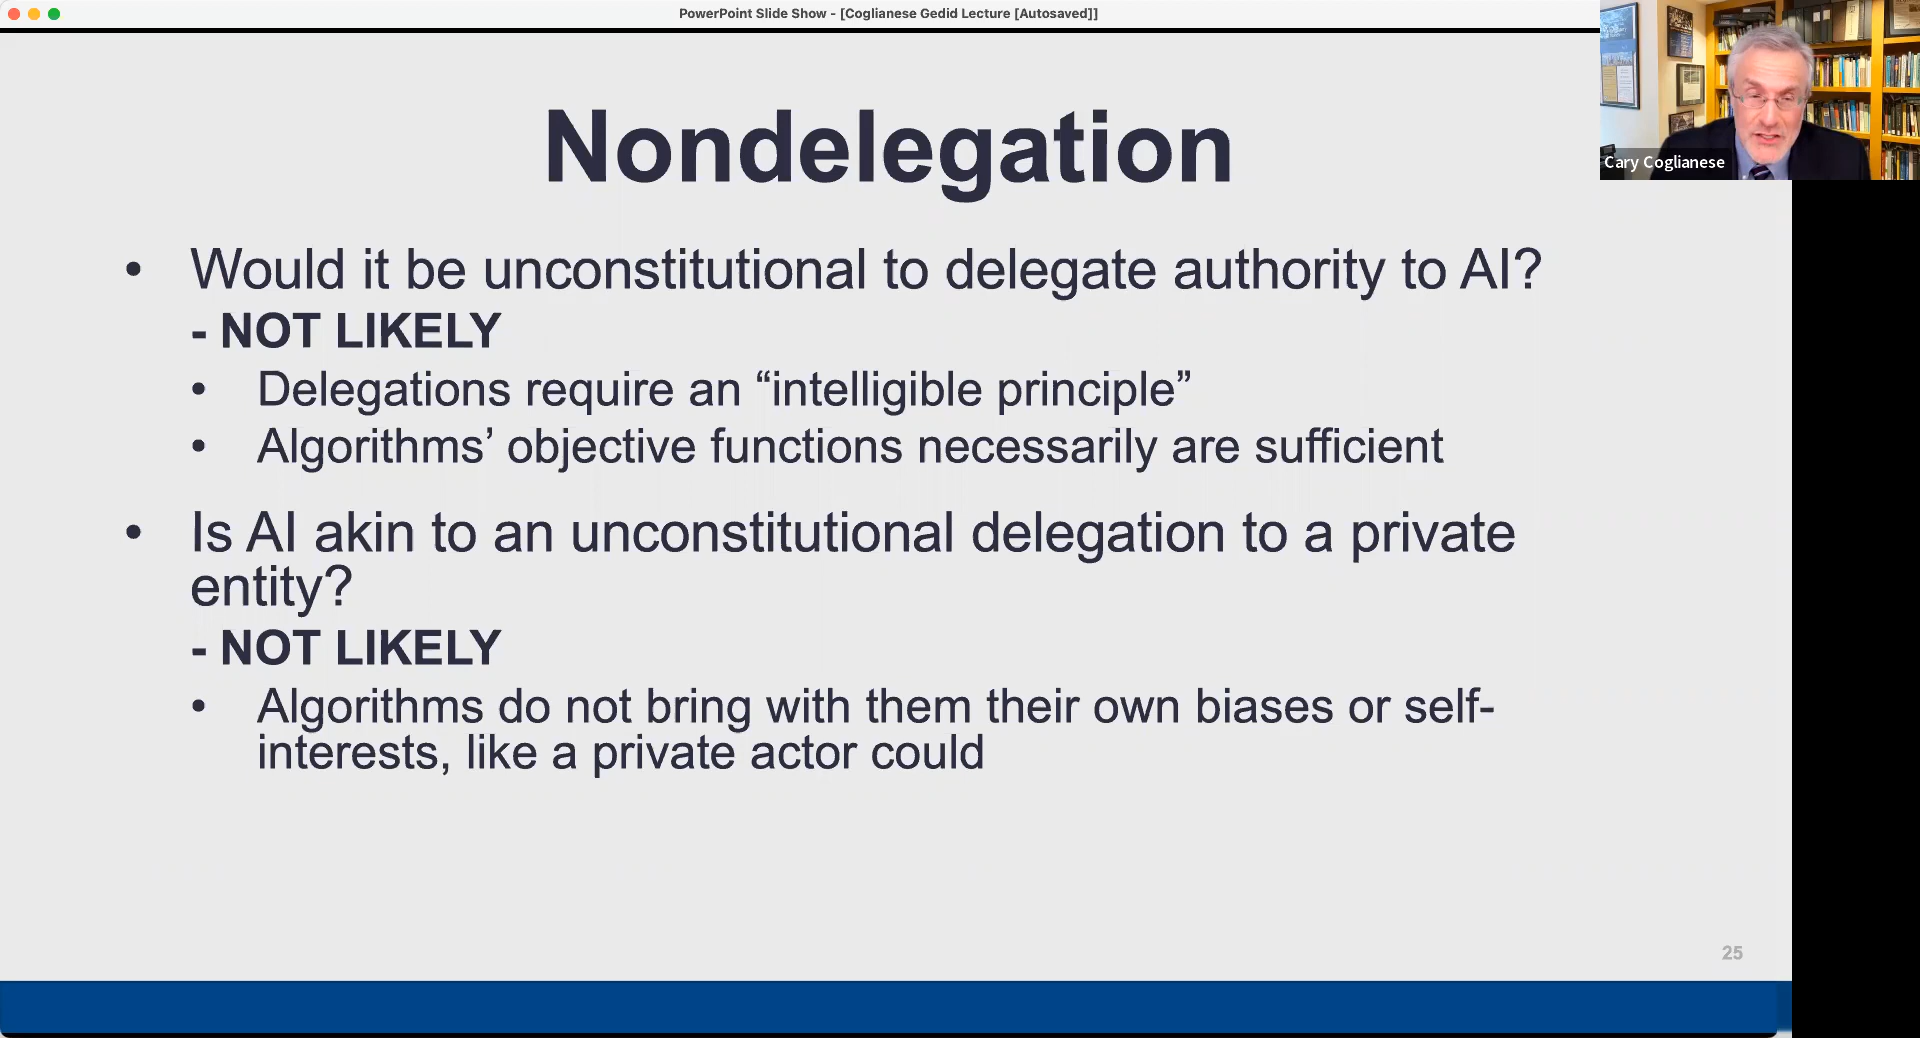 PowerPoint Slide Show - [Coglianese Gedid Lecture [Autosaved]]
Cary Coglianese
Nondelegation
• Would it be unconstitutional to delegate authority to AI?
- NOT LIKELY
• Delegations require an “intelligible principle”
• Algorithms’ objective functions necessarily are sufficient
• Is AI akin to an unconstitutional delegation to a private
entity?
- NOT LIKELY
• Algorithms do not bring with them their own biases or self-
interests, like a private actor could
25